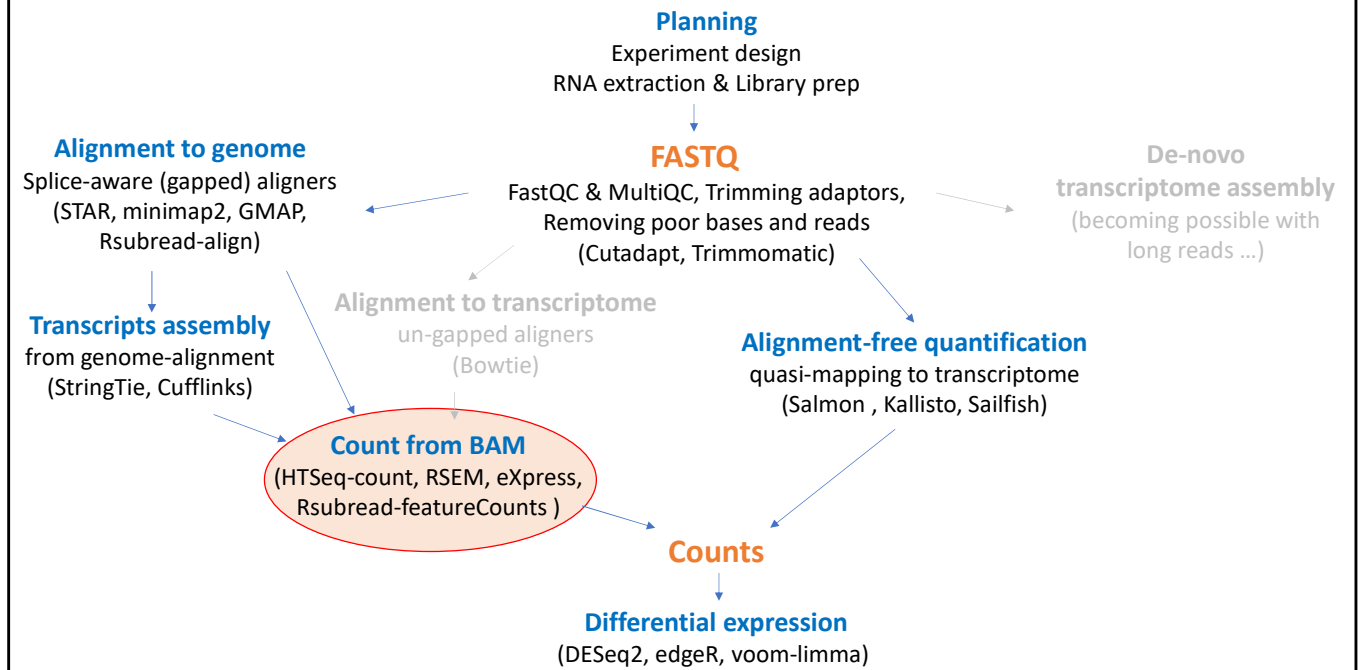 Planning
Experiment design
RNA extraction & Library prep
Alignment to genome
Splice-aware (gapped) aligners
(STAR, minimap2, GMAP,
Rsubread-align)
FASTQ
FastQC & MultiQC, Trimming adaptors,
Removing poor bases and reads
(Cutadapt, Trimmomatic)
De-novo
transcriptome assembly
(becoming possible with
long reads ...)
Transcripts assembly
from genome-alignment
(StringTie, Cufflinks)
Alignment to transcriptome
un-gapped aligners
(Bowtie)
Alignment-free quantification
quasi-mapping to transcriptome
(Salmon , Kallisto, Sailfish)
Count from BAM
(HTSeq-count, RSEM, eXpress,
Rsubread-featureCounts )
Counts
Differential expression
(DESeq2, edgeR, voom-limma)